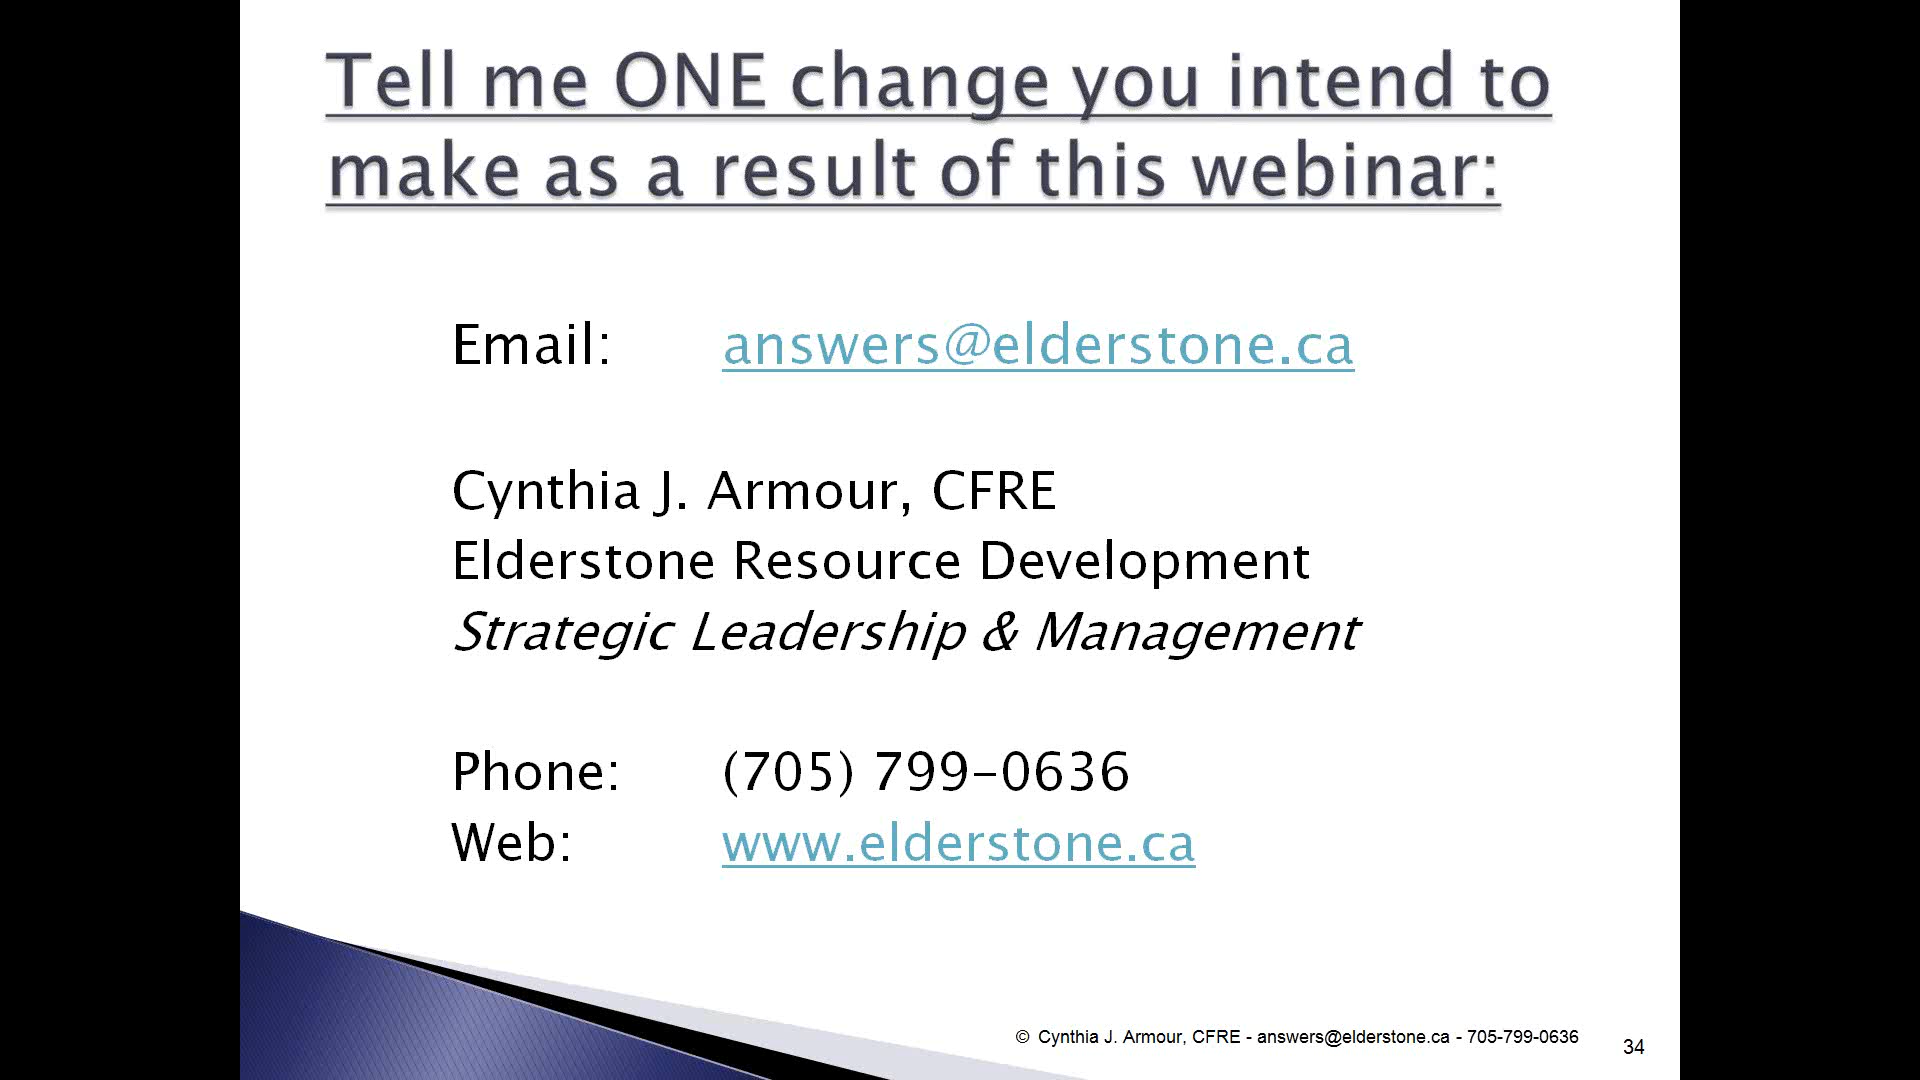 Tell me ONE change you intend to
make as a result of this webinar:
Email: answers@elderstone.ca
Cynthia J. Armour, CFRE
Elderstone Resource Development
Strategic Leadership & Management
Phone: (705) 799-0636
Web: www.elderstone.ca
© Cynthia J. Armour, CFRE - answers@elderstone.ca - 705-799-0636
34